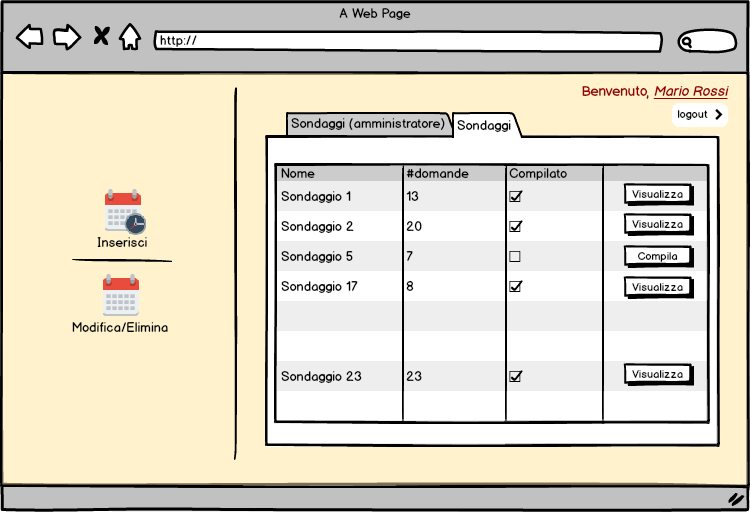 A Web Page
http://
Benvenuto, Mario Rossi
logout
Sondaggi (amministratore) Sondaggi
Nome #domande Compilato
Sondaggio 1 13 Visualizza
Sondaggio 2 20 Visualizza
Sondaggio 5 7 Compila
Sondaggio 17 8 Visualizza
Sondaggio 23 23 Visualizza
Inserisci
Modifica/Elimina